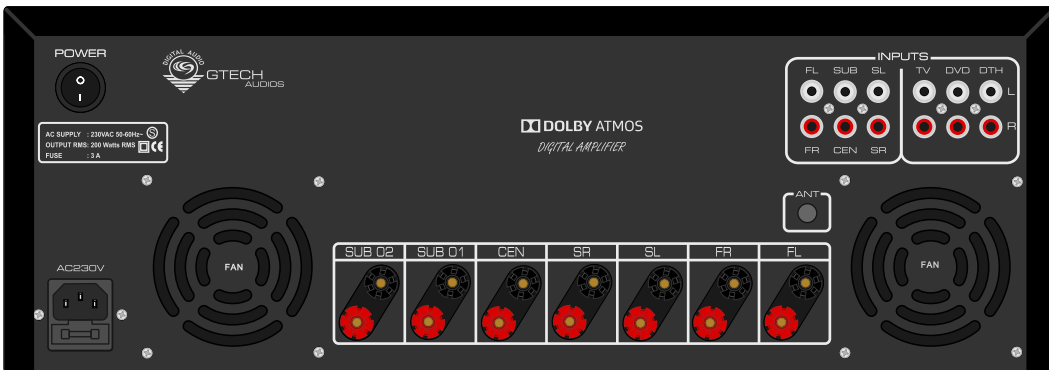 POWER
DIGITAL AUDIO
GTECH
AUDIOS
INPUTS
FL SUB SL TV DVD DTH
L
R
FR CEN SR
AC SUPPLY : 230VAC 50-60Hz~ S
OUTPUT RMS: 200 Watts RMS CE
FUSE : 3 A
DOLBY ATMOS
DIGITAL AMPLIFIER
ANT
SUB 02 SUB 01 CEN SR SL FR FL
FAN
FAN
AC230V